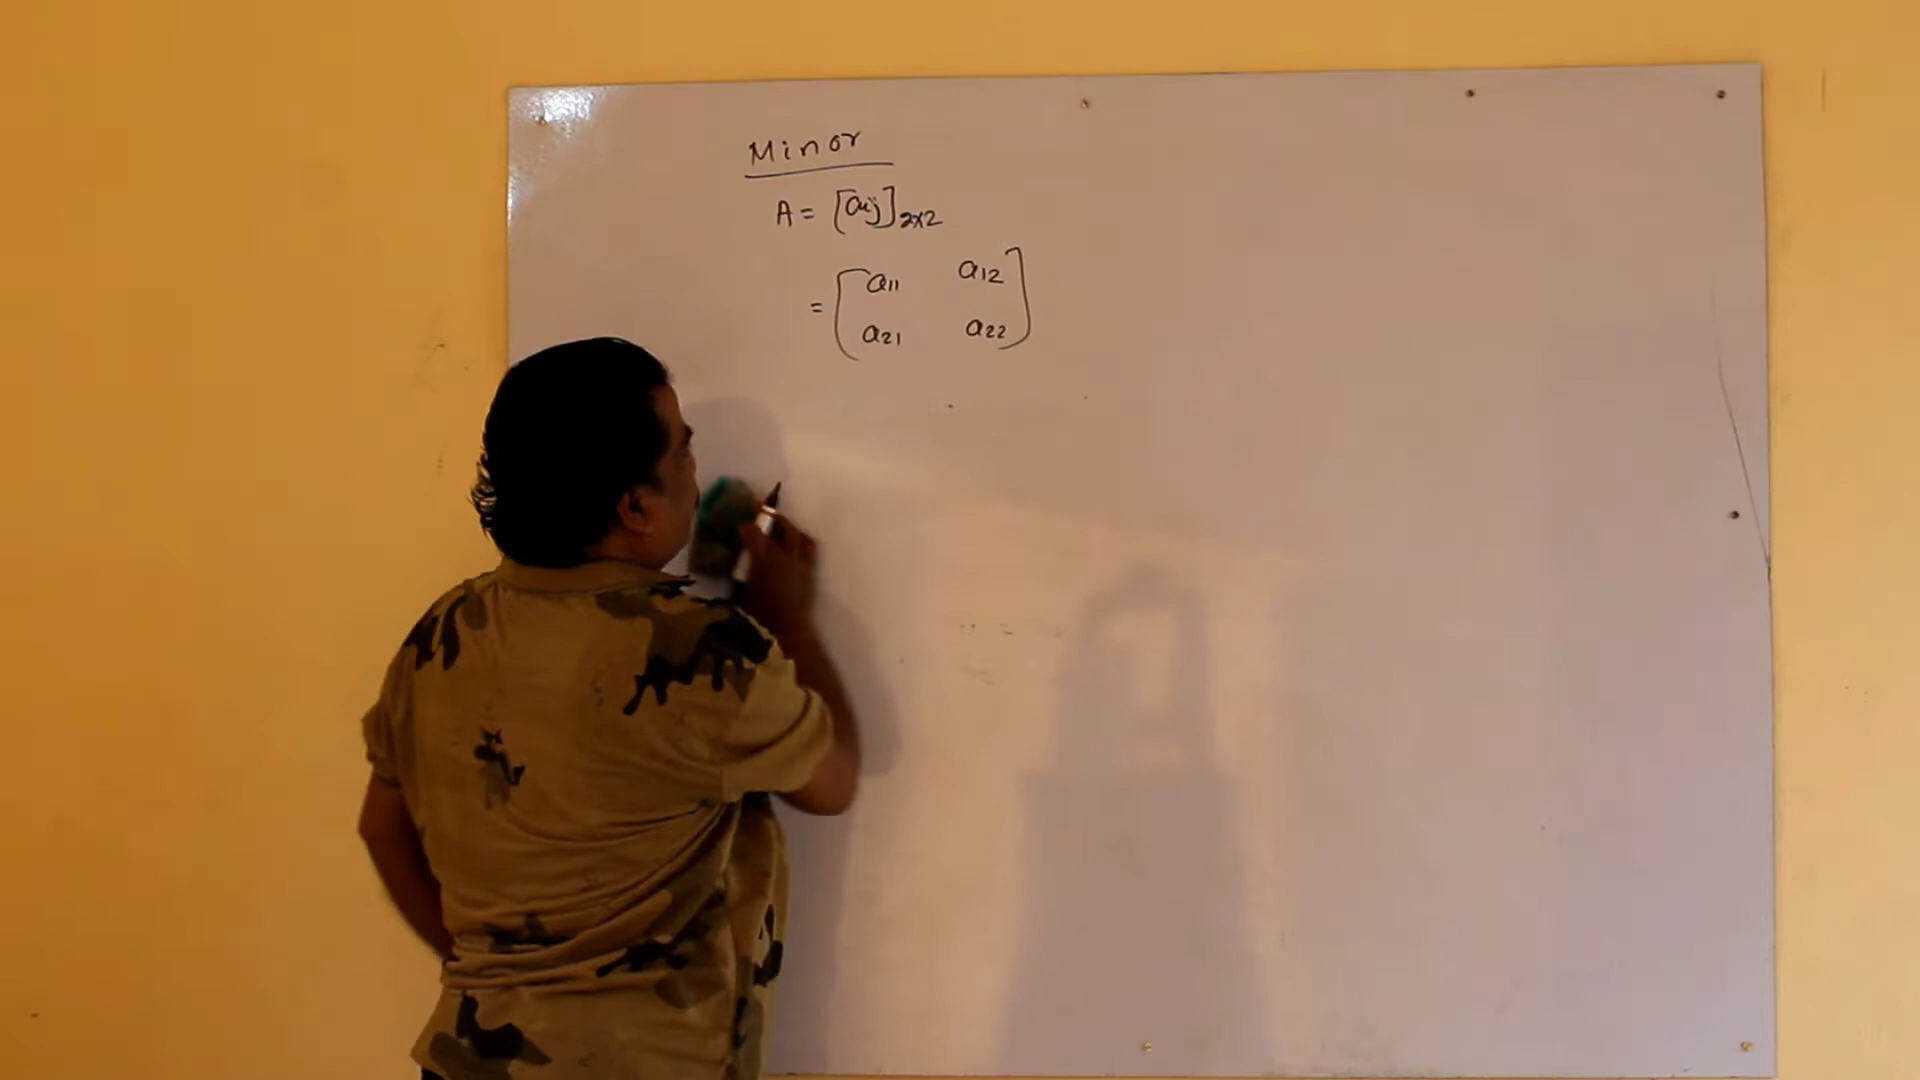 Minor
A = [aij]2x2
= [a11 a12
a21 a22]